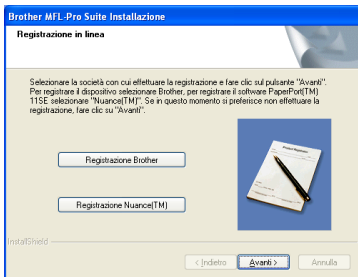 Brother MFL-Pro Suite Installazione
Registrazione in linea
Selezionare la società con cui effettuare la registrazione e fare clic sul pulsante "Avanti".
Per registrare il dispositivo selezionare Brother, per registrare il software PaperPort(TM)
11SE selezionare "Nuance(TM)". Se in questo momento si preferisce non effettuare la
registrazione, fare clic su "Avanti".
Registrazione Brother
Product Registration
Registrazione Nuance(TM)
InstallShield
< Indietro
Avanti >
Annulla